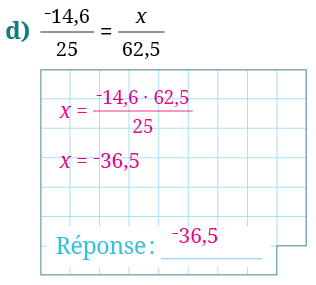 d) ⁻14,6/25 = x/62,5
x = ⁻14,6 · 62,5/25
x = ⁻36,5
Réponse : ⁻36,5